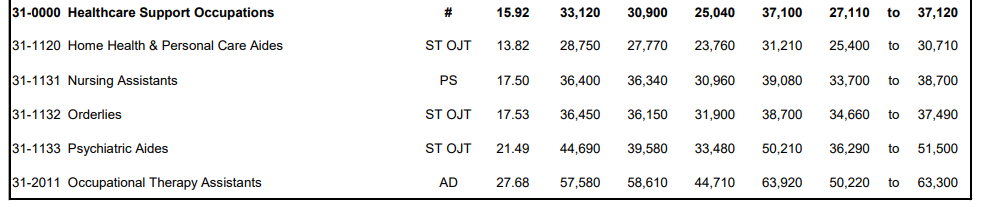 31-0000 Healthcare Support Occupations # 15.92 33,120 30,900 25,040 37,100 27,110 to 37,120
31-1120 Home Health & Personal Care Aides ST OJT 13.82 28,750 27,770 23,760 31,210 25,400 to 30,710
31-1131 Nursing Assistants PS 17.50 36,400 36,340 30,960 39,080 33,700 to 38,700
31-1132 Orderlies ST OJT 17.53 36,450 36,150 31,900 38,700 34,660 to 37,490
31-1133 Psychiatric Aides ST OJT 21.49 44,690 39,580 33,480 50,210 36,290 to 51,500
31-2011 Occupational Therapy Assistants AD 27.68 57,580 58,610 44,710 63,920 50,220 to 63,300